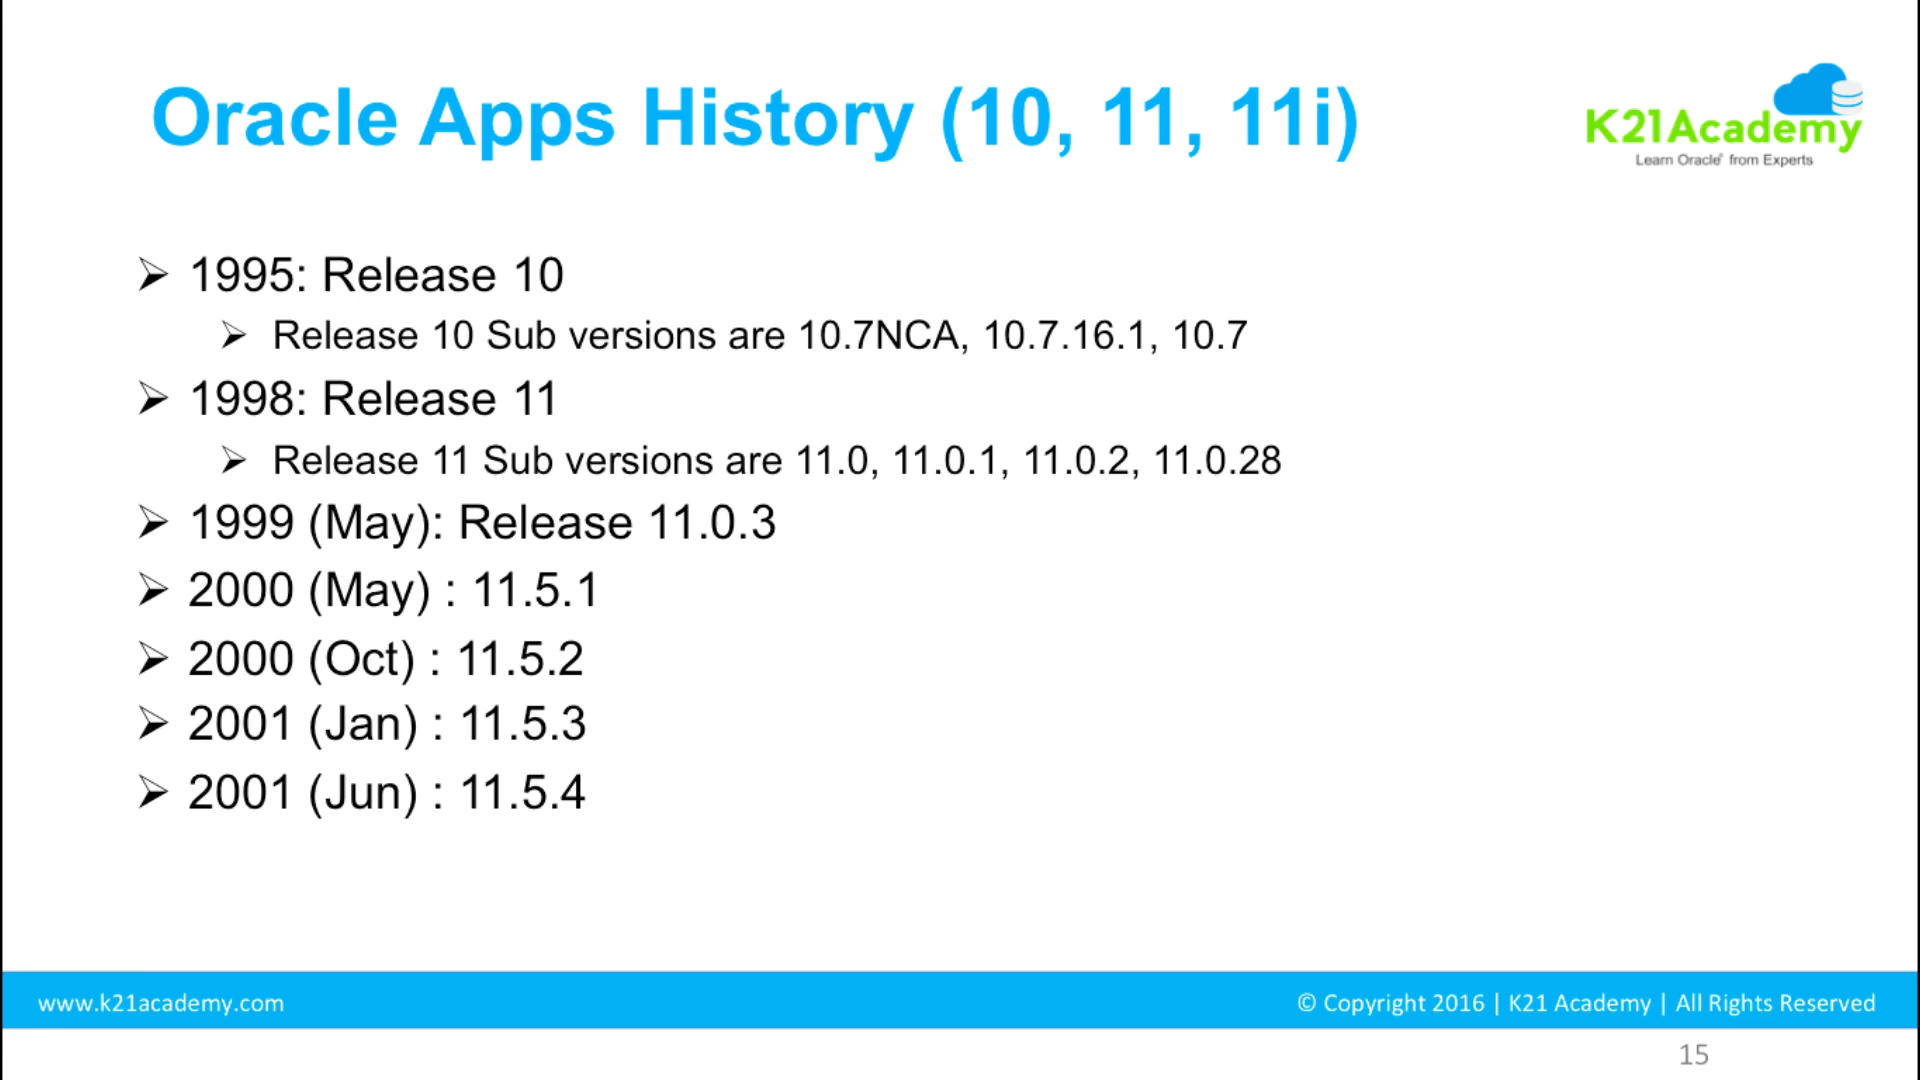 Oracle Apps History (10, 11, 11i)
K21Academy
Learn Oracle® from Experts
➢ 1995: Release 10
➢ Release 10 Sub versions are 10.7NCA, 10.7.16.1, 10.7
➢ 1998: Release 11
➢ Release 11 Sub versions are 11.0, 11.0.1, 11.0.2, 11.0.28
➢ 1999 (May): Release 11.0.3
➢ 2000 (May) : 11.5.1
➢ 2000 (Oct) : 11.5.2
➢ 2001 (Jan) : 11.5.3
➢ 2001 (Jun) : 11.5.4
www.k21academy.com
© Copyright 2016 | K21 Academy | All Rights Reserved
15